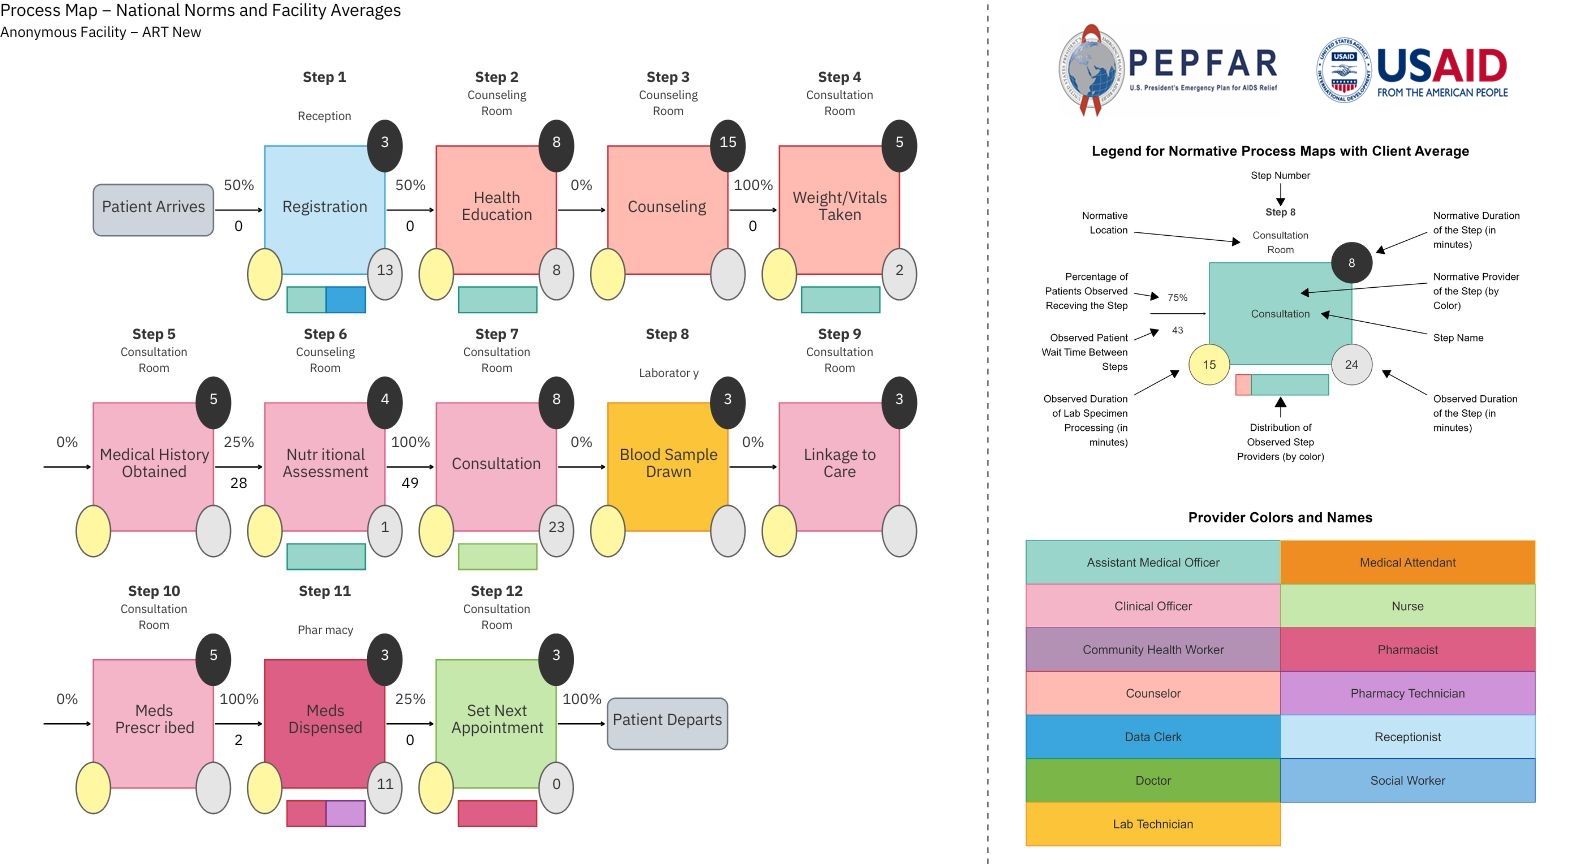 Process Map – National Norms and Facility Averages
Anonymous Facility – ART New
Step 1
Reception
3
50%
0
Patient Arrives
Registration
13
Step 2
Counseling
Room
8
50%
0
Health
Education
8
Step 3
Counseling
Room
15
0%
Counseling
Step 4
Consultation
Room
5
100%
0
Weight/Vitals
Taken
2
Step 5
Consultation
Room
5
0%
Medical History
Obtained
Step 6
Counseling
Room
4
25%
28
Nutr itional
Assessment
1
Step 7
Consultation
Room
8
100%
49
Consultation
23
Step 8
Laborator y
3
0%
Blood Sample
Drawn
Step 9
Consultation
Room
3
0%
Linkage to
Care
Step 10
Consultation
Room
5
0%
Meds
Prescr ibed
Step 11
Phar macy
3
100%
2
Meds
Dispensed
11
Step 12
Consultation
Room
3
25%
0
Set Next
Appointment
0
100%
Patient Departs
PEPFAR
U.S. President's Emergency Plan for AIDS Relief
USAID
USAID
FROM THE AMERICAN PEOPLE
Legend for Normative Process Maps with Client Average
Step Number
Step 8
Consultation
Room
Normative
Location
Normative Duration
of the Step (in
minutes)
8
Percentage of
Patients Observed
Receving the Step
75%
43
Normative Provider
of the Step (by
Color)
Consultation
Step Name
Observed Patient
Wait Time Between
Steps
15
24
Observed Duration
of Lab Specimen
Processing (in
minutes)
Observed Duration
of the Step (in
minutes)
Distribution of
Observed Step
Providers (by color)
Provider Colors and Names
Assistant Medical Officer
Medical Attendant
Clinical Officer
Nurse
Community Health Worker
Pharmacist
Counselor
Pharmacy Technician
Data Clerk
Receptionist
Doctor
Social Worker
Lab Technician